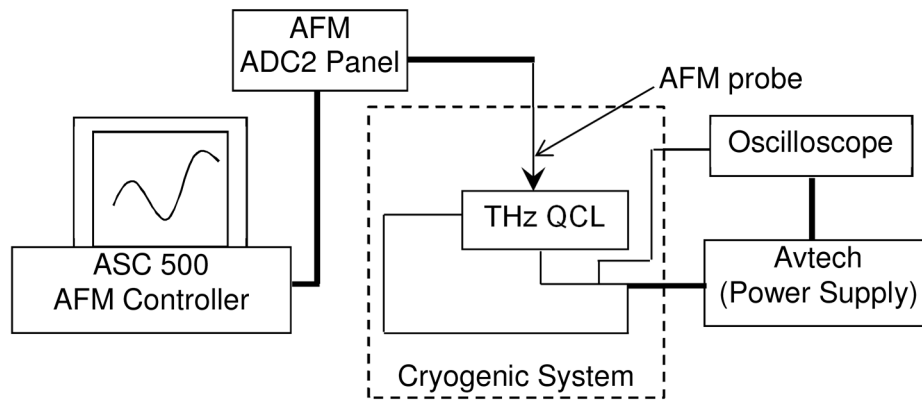 AFM
ADC2 Panel
AFM probe
Oscilloscope
THz QCL
ASC 500
AFM Controller
Avtech
(Power Supply)
Cryogenic System